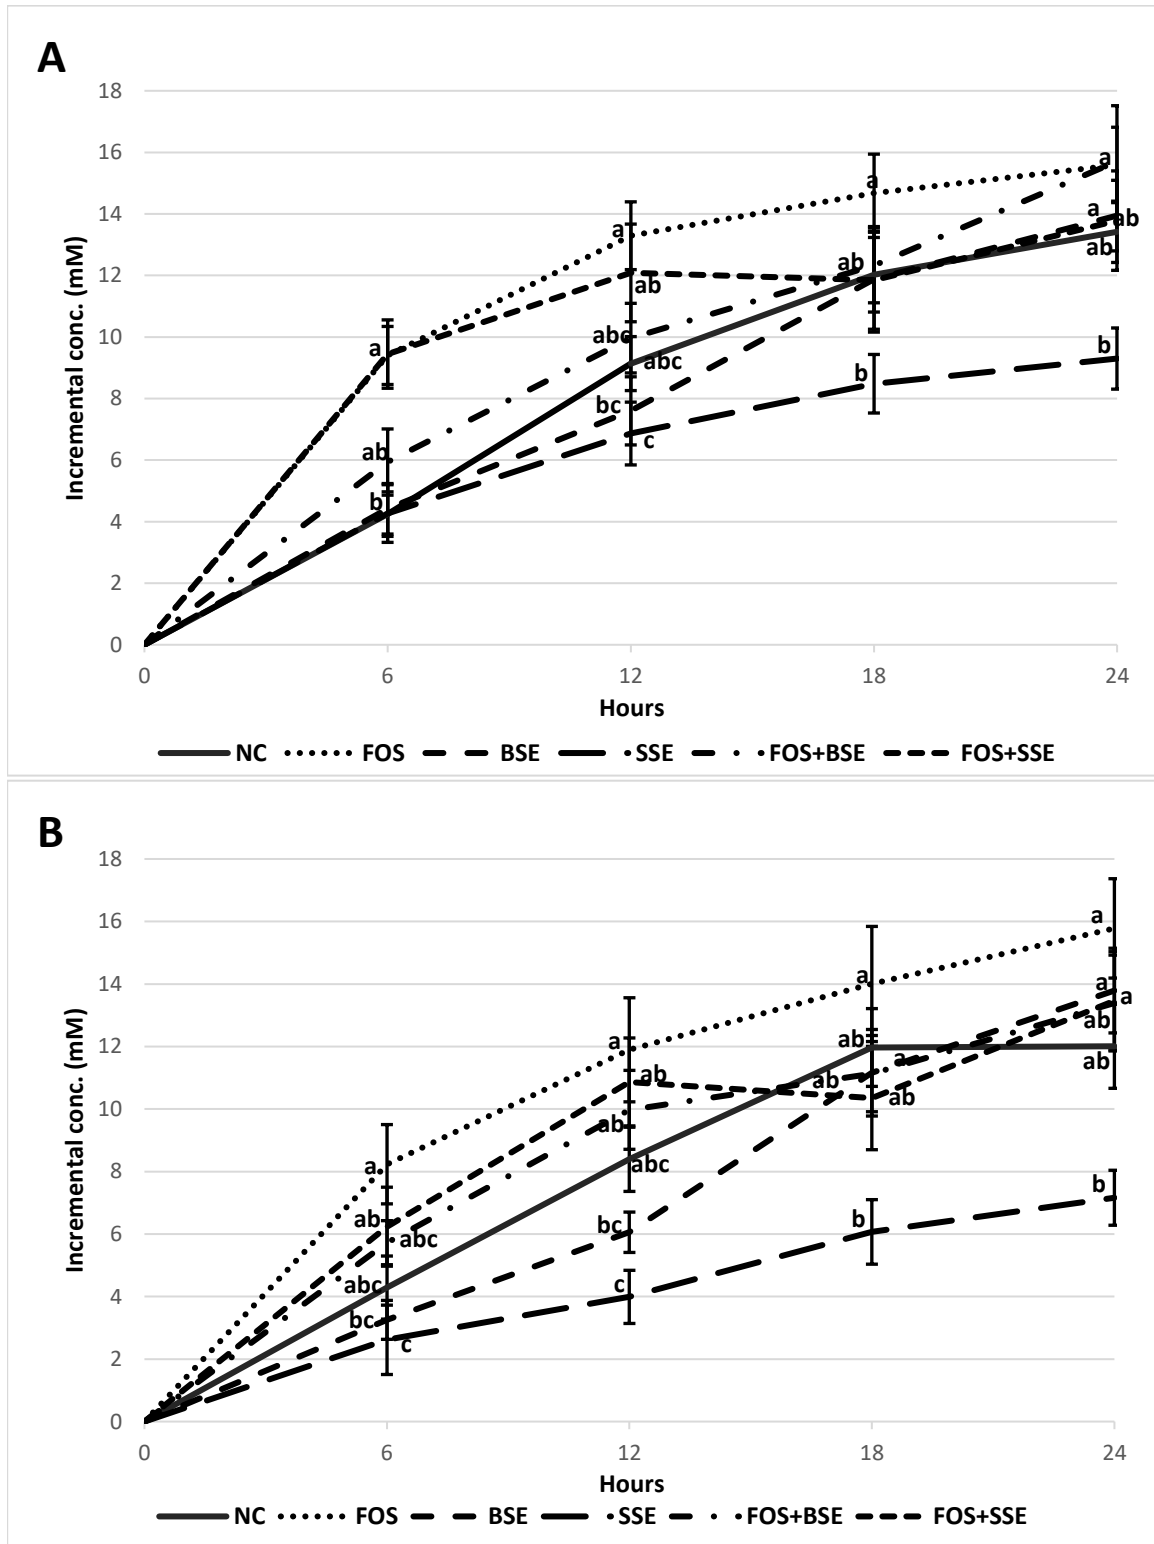 A
18
16
14
12
10
8
6
4
2
0
Incremental conc. (mM)
a
ab
b
a
ab
abc
abc
bc
c
a
ab
b
a
a
ab
ab
b
0 6 12 18 24
Hours
NC FOS BSE SSE FOS+BSE FOS+SSE
B
18
16
14
12
10
8
6
4
2
0
Incremental conc. (mM)
a
ab
abc
abc
bc
c
a
ab
ab
abc
bc
c
a
ab
a
ab
ab
b
a
a
a
ab
ab
b
0 6 12 18 24
Hours
NC FOS BSE SSE FOS+BSE FOS+SSE